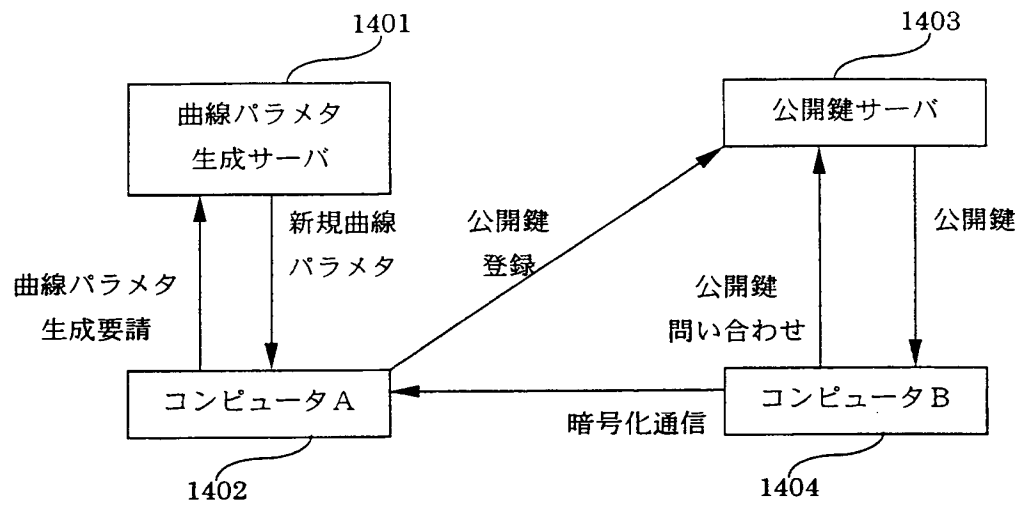 1401
曲線パラメタ
生成サーバ
1403
公開鍵サーバ
新規曲線
パラメタ
曲線パラメタ
生成要請
公開鍵
登録
公開鍵
問い合わせ
公開鍵
コンピュータA
1402
暗号化通信
コンピュータB
1404